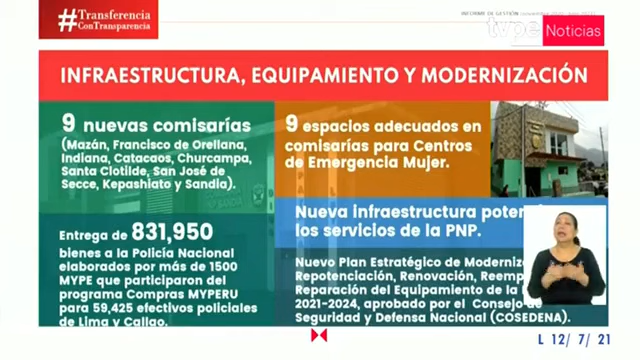 #Transferencia
ConTransparencia
INFORME DE GESTIÓN
tvpe Noticias
INFRAESTRUCTURA, EQUIPAMIENTO Y MODERNIZACIÓN
9 nuevas comisarías
(Mazán, Francisco de Orellana,
Indiana, Catacaos, Churcampa,
Santa Clotilde, San José de
Secce, Kepashiato y Sandia).
Entrega de 831,950
bienes a la Policía Nacional
elaborados por más de 1500
MYPE que participaron del
programa Compras MYPERU
para 59,425 efectivos policiales
de Lima y Callao.
9 espacios adecuados en
comisarías para Centros
de Emergencia Mujer.
Nueva infraestructura
los servicios de la PNP.
Nuevo Plan Estratégico de
Repotenciación, Renovación,
Reparación del Equipamiento de la
2021-2024, aprobado por el Consejo
Seguridad y Defensa Nacional (COSEDENA).
L 12/ 7/ 21